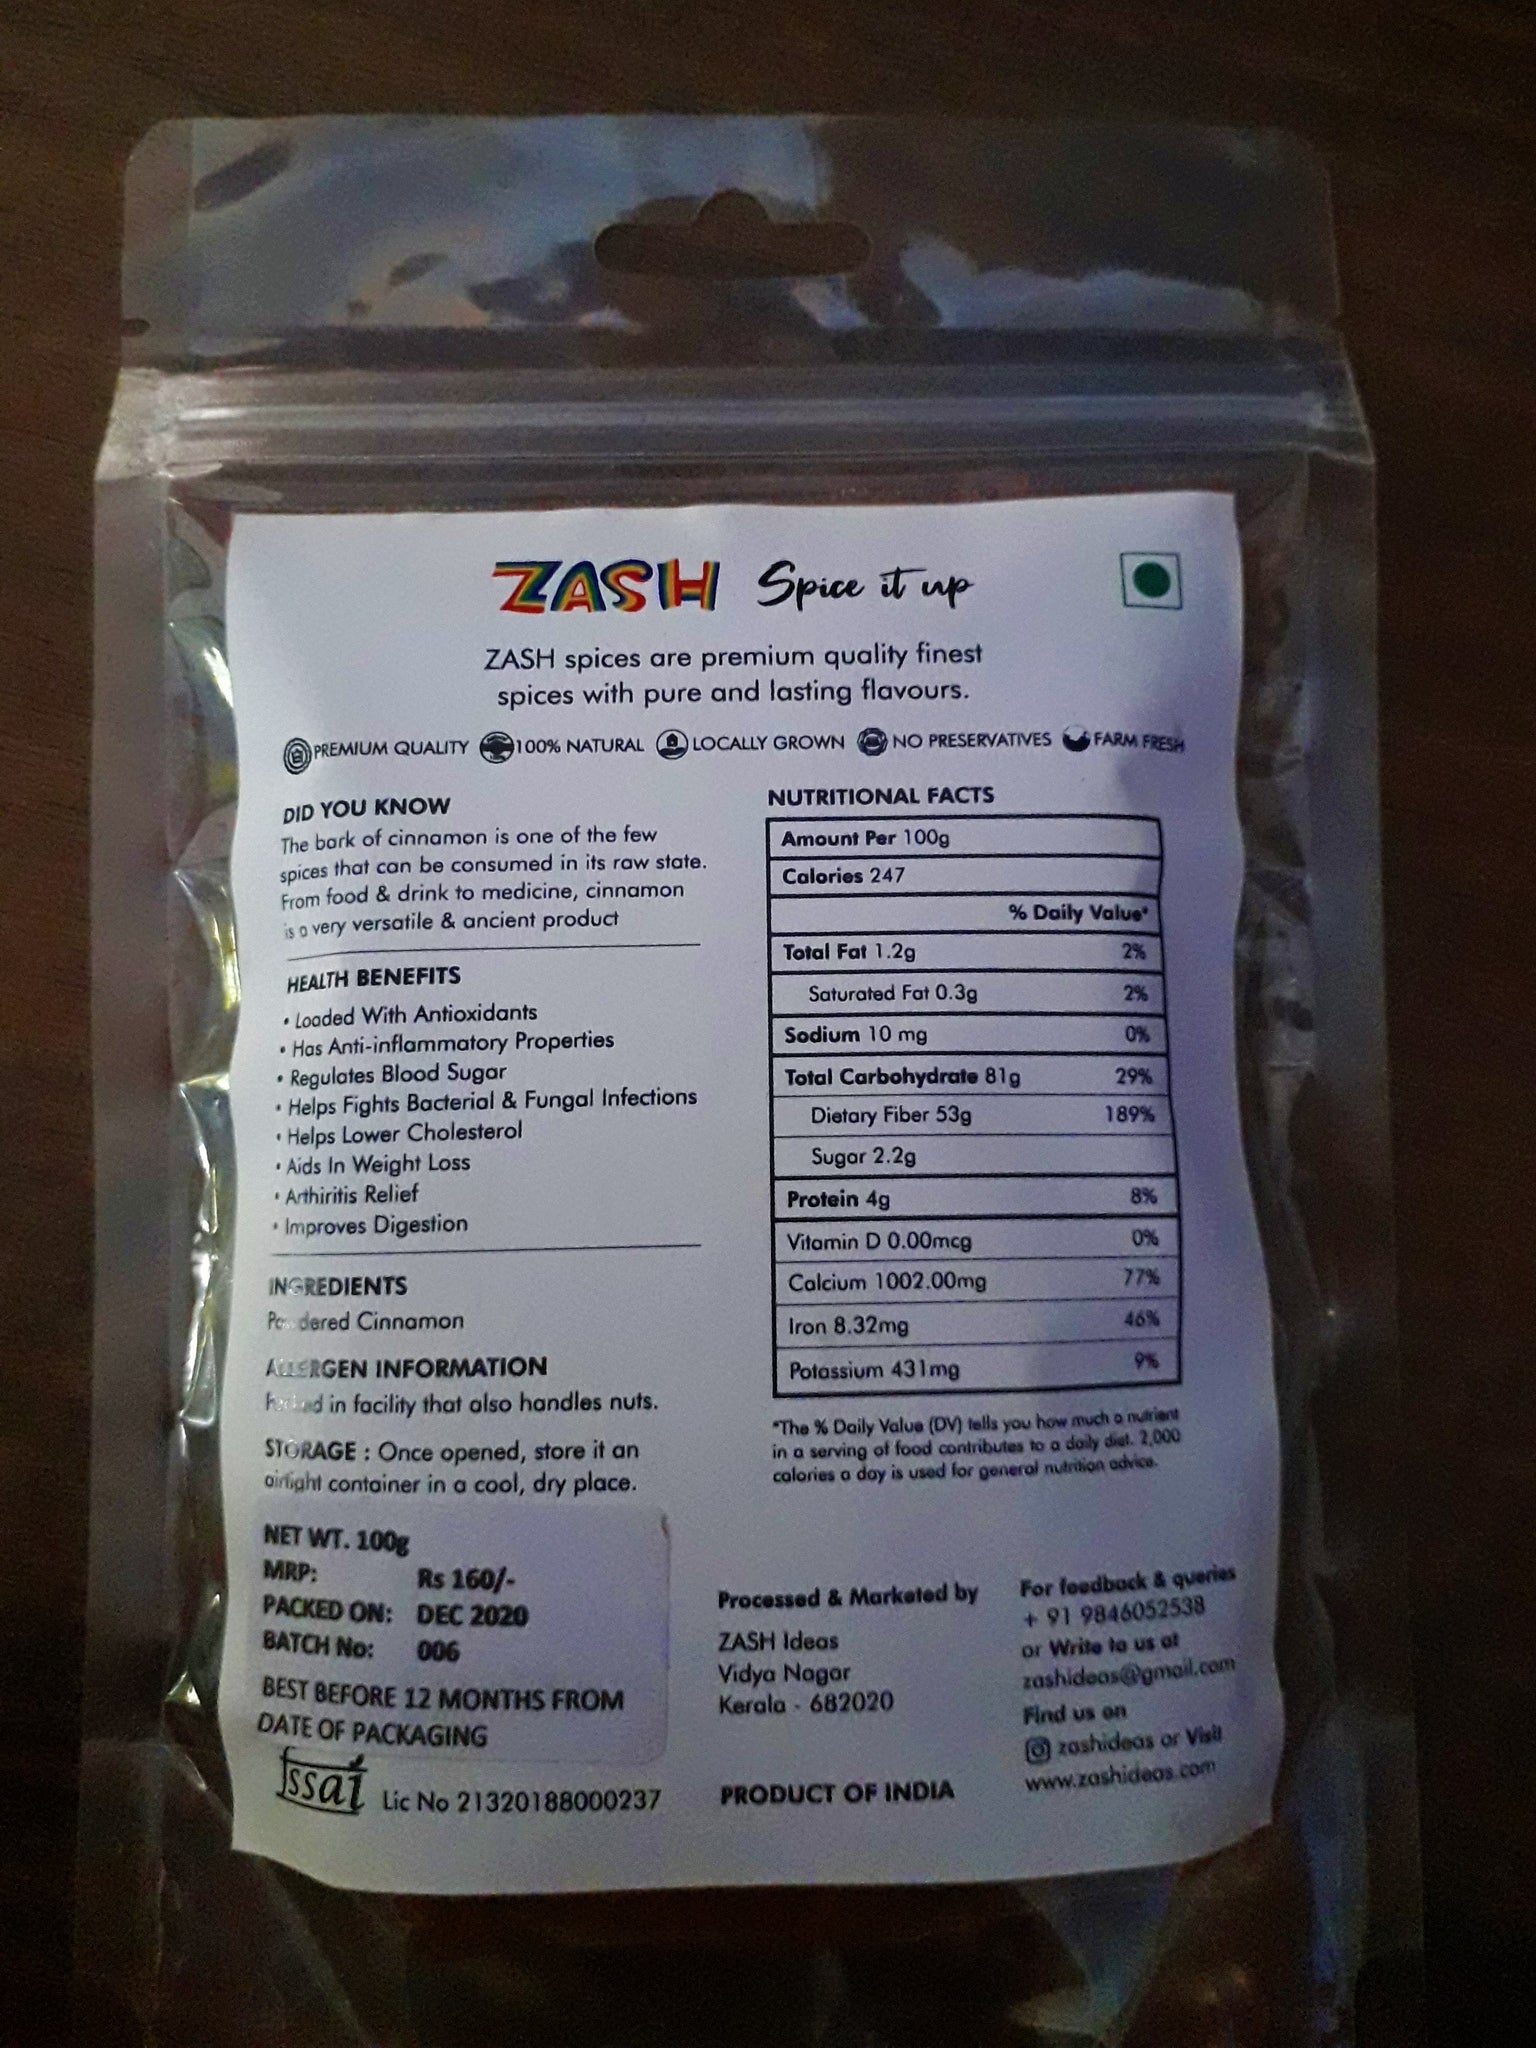 ZASH Spice it up
ZASH spices are premium quality finest
spices with pure and lasting flavours.
PREMIUM QUALITY 100% NATURAL LOCALLY GROWN NO PRESERVATIVES FARM FRESH
DID YOU KNOW
The bark of cinnamon is one of the few
spices that can be consumed in its raw state.
From food & drink to medicine, cinnamon
is a very versatile & ancient product
HEALTH BENEFITS
• Loaded With Antioxidants
• Has Anti-inflammatory Properties
• Regulates Blood Sugar
• Helps Fights Bacterial & Fungal Infections
• Helps Lower Cholesterol
• Aids In Weight Loss
• Arthiritis Relief
• Improves Digestion
INGREDIENTS
Powdered Cinnamon
ALLERGEN INFORMATION
Packed in facility that also handles nuts.
STORAGE : Once opened, store it an
airtight container in a cool, dry place.
NET WT. 100g
MRP: Rs 160/-
PACKED ON: DEC 2020
BATCH No: 006
BEST BEFORE 12 MONTHS FROM
DATE OF PACKAGING
fssai Lic No 21320188000237
NUTRITIONAL FACTS
Amount Per 100g
Calories 247
% Daily Value*
Total Fat 1.2g 2%
Saturated Fat 0.3g 2%
Sodium 10 mg 0%
Total Carbohydrate 81g 29%
Dietary Fiber 53g 189%
Sugar 2.2g
Protein 4g 8%
Vitamin D 0.00mcg 0%
Calcium 1002.00mg 77%
Iron 8.32mg 46%
Potassium 431mg 9%
*The % Daily Value (DV) tells you how much a nutrient
in a serving of food contributes to a daily diet. 2,000
calories a day is used for general nutrition advice.
Processed & Marketed by
ZASH Ideas
Vidya Nagar
Kerala - 682020
PRODUCT OF INDIA
For feedback & queries
+ 91 9846052538
or Write to us at
zashideas@gmail.com
Find us on
zashideas or Visit
www.zashideas.com